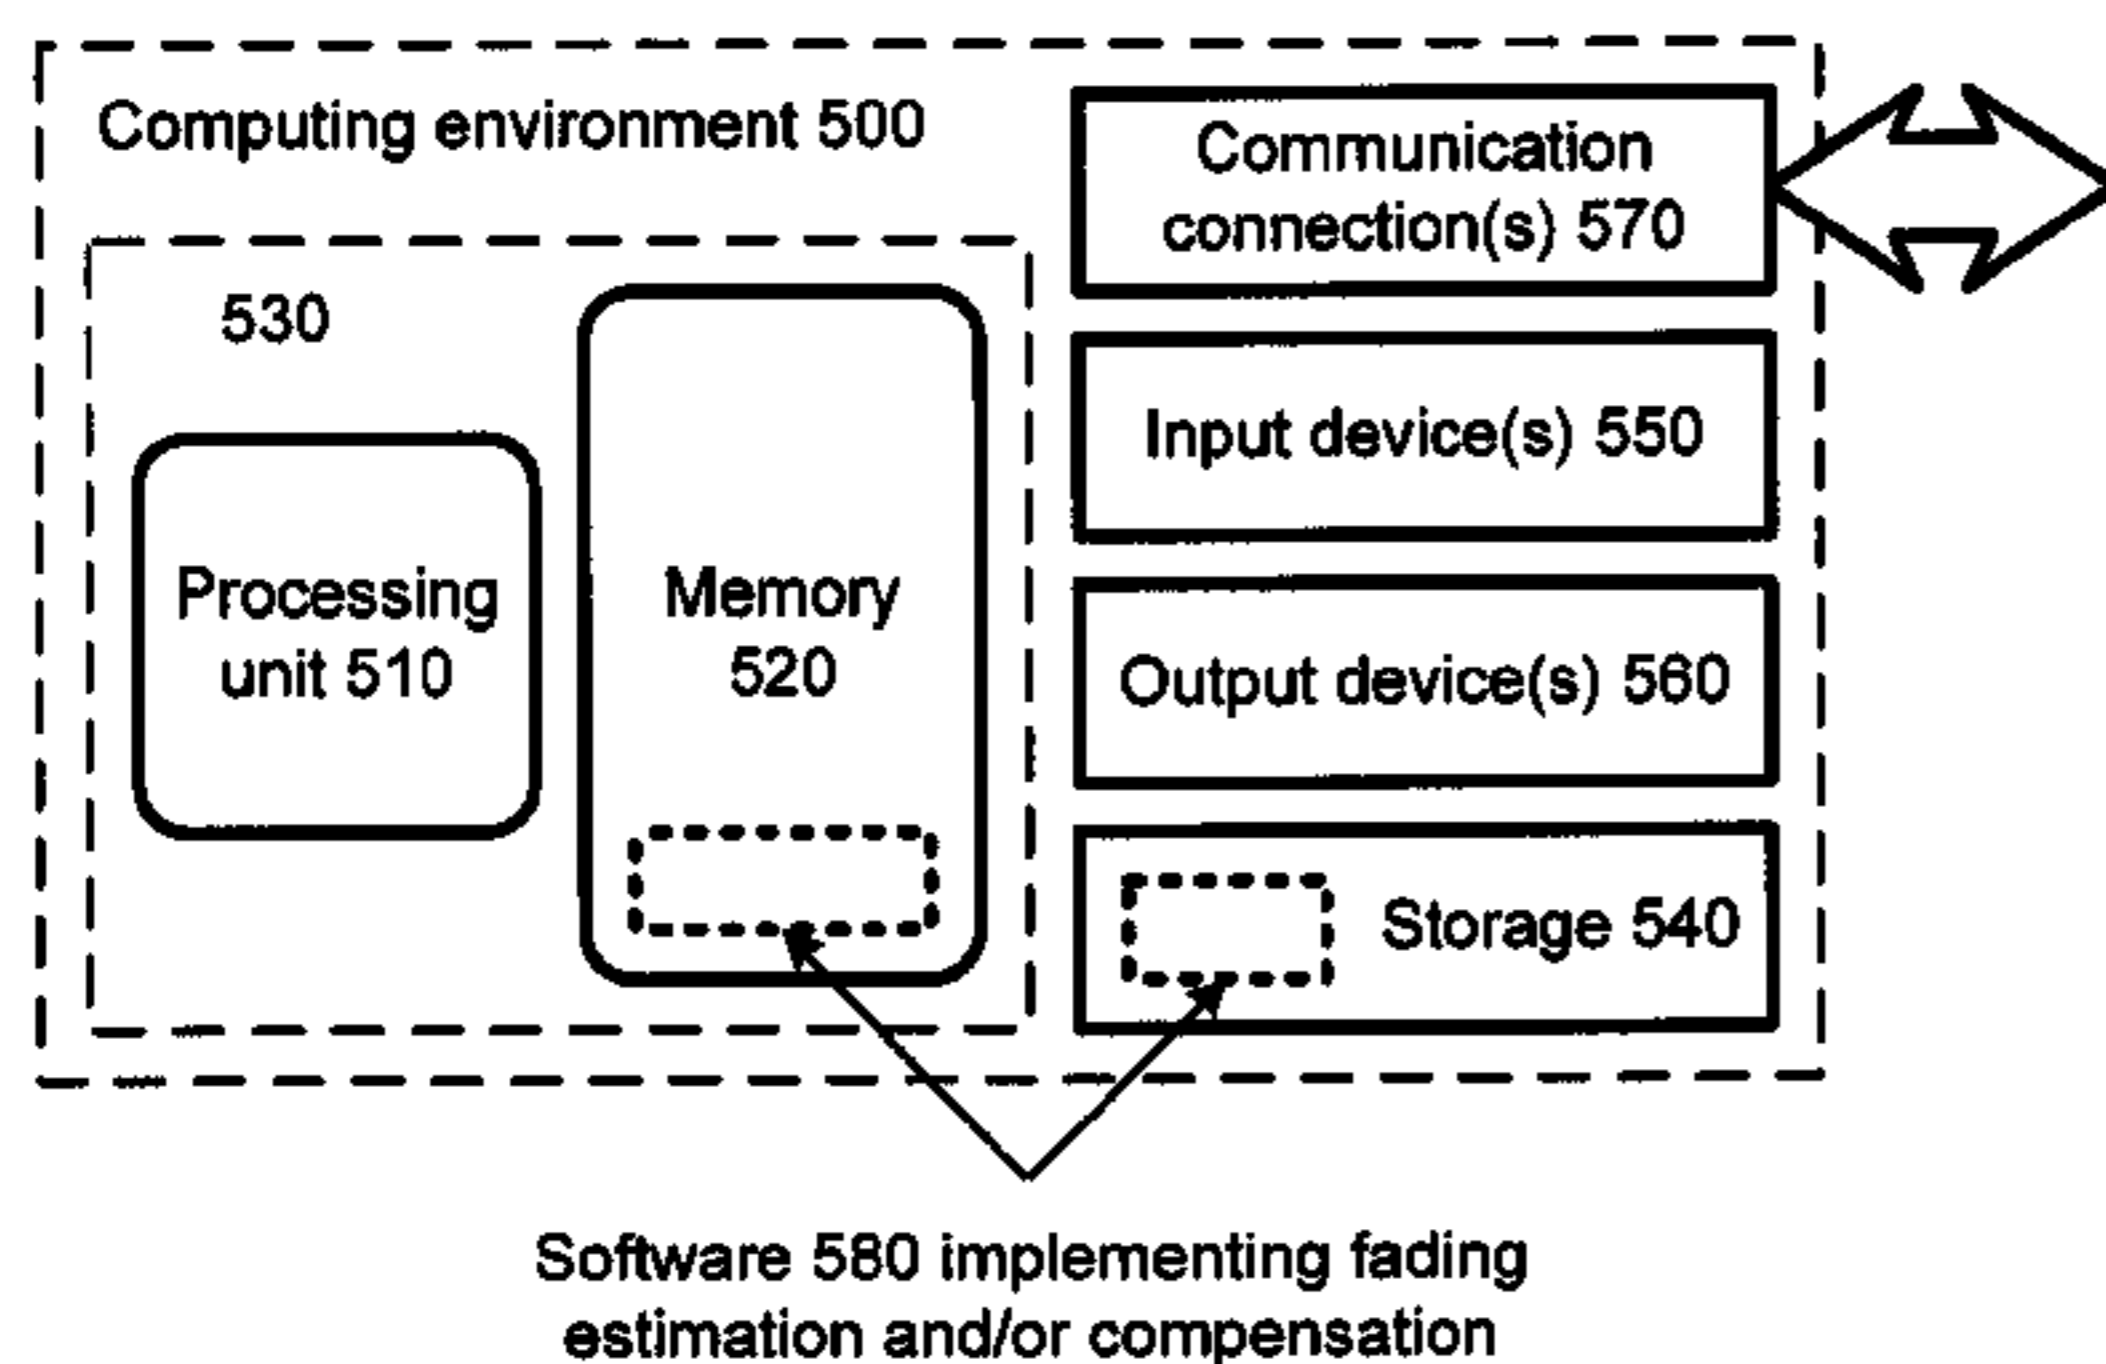 Computing environment 500
530
Processing
unit 510
Memory
520
Communication
connection(s) 570
Input device(s) 550
Output device(s) 560
Storage 540
Software 580 implementing fading
estimation and/or compensation